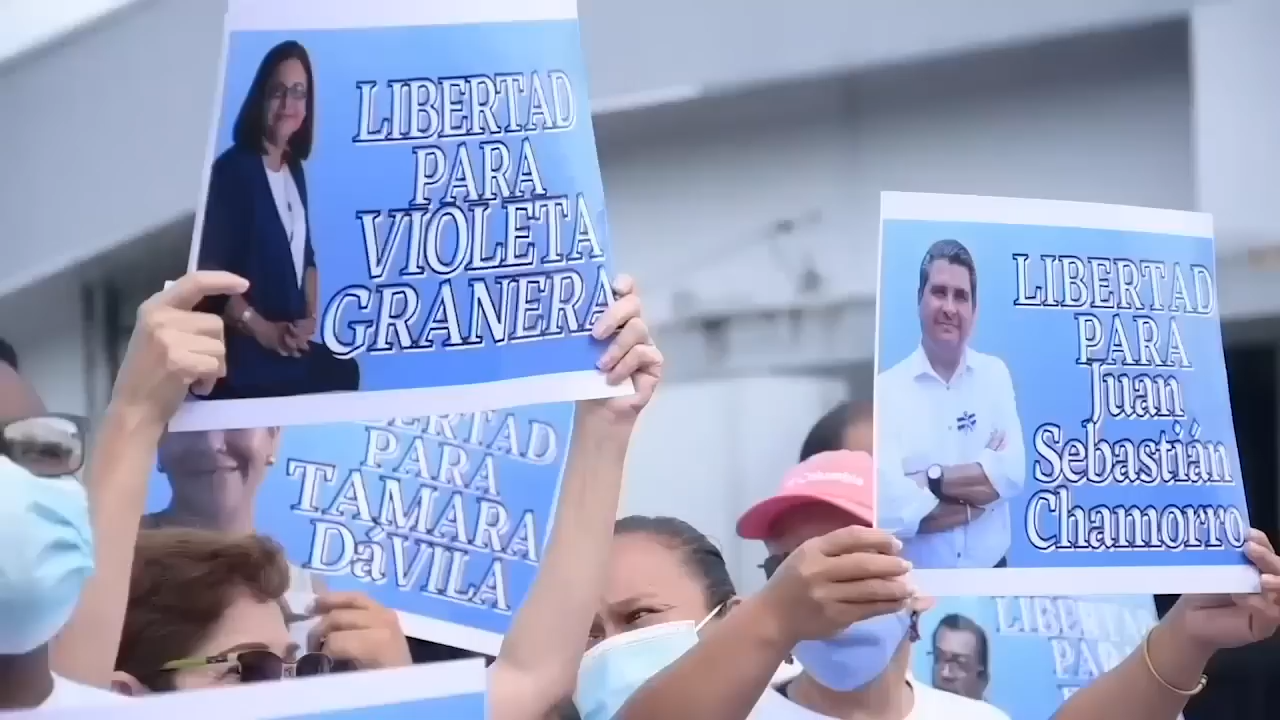 LIBERTAD
PARA
VIOLETA
GRANERA
LIBERTAD
PARA
TAMARA
DáVILA
LIBERTAD
PARA
Juan
Sebastián
Chamorro
LIBERTAD
PARA